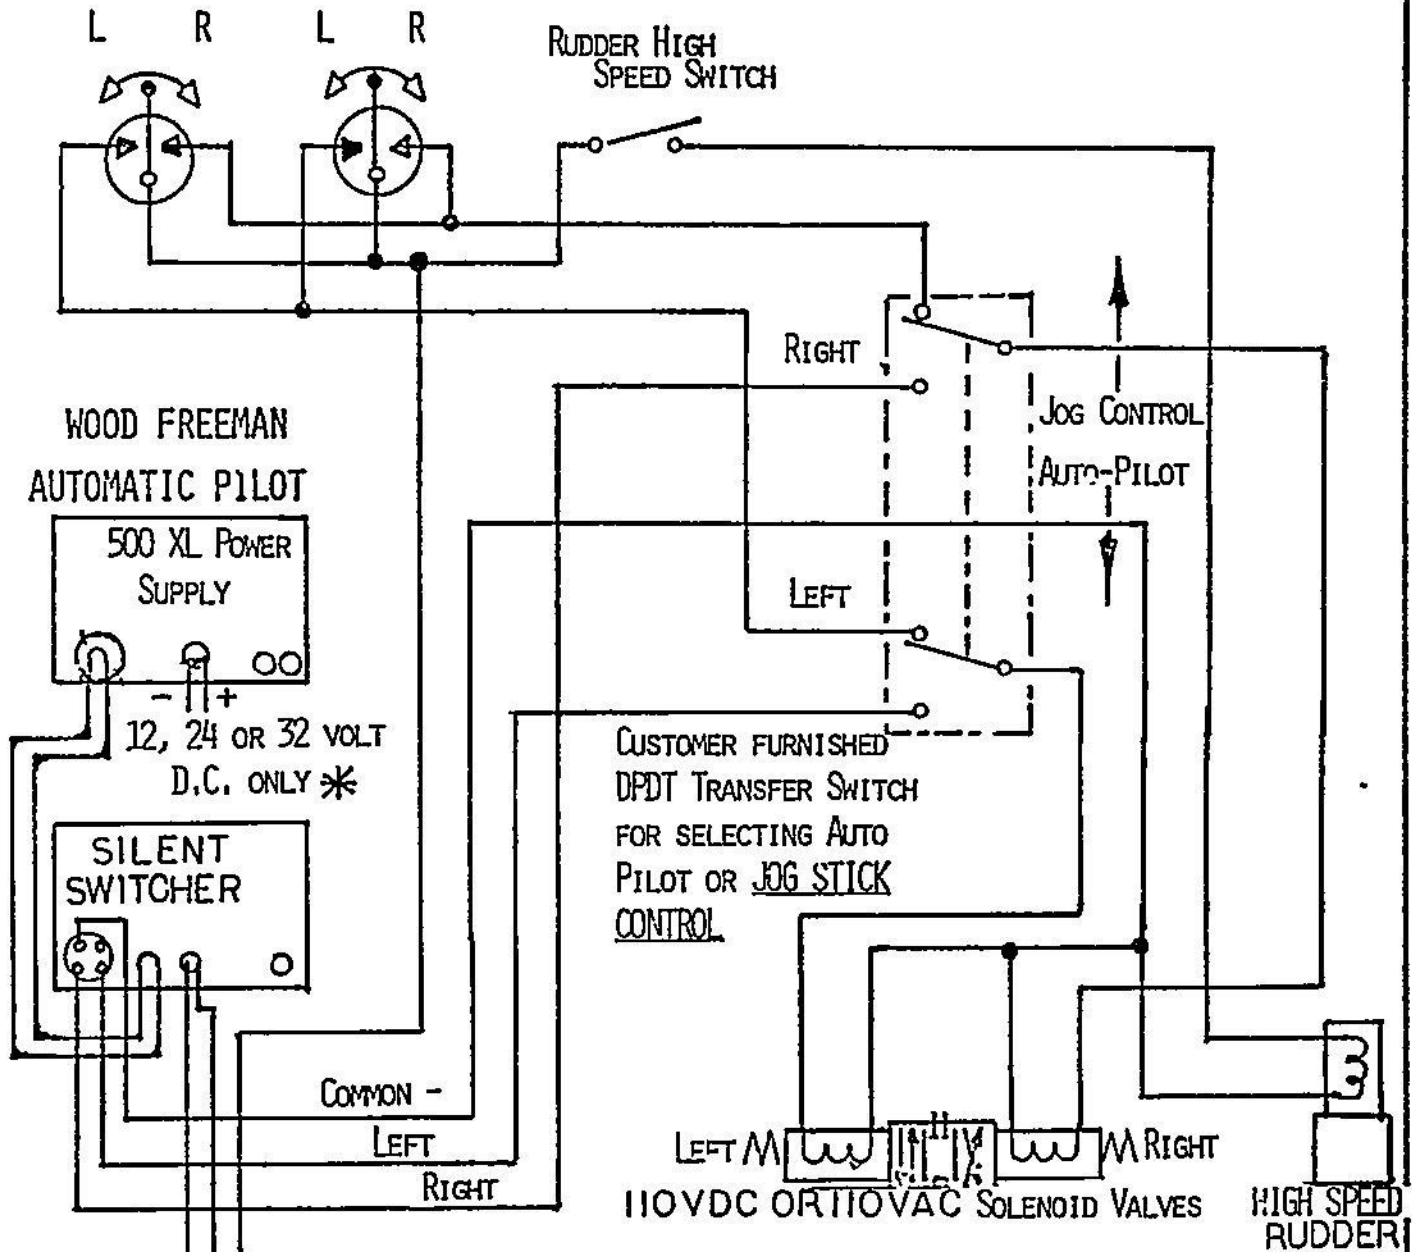 L R L R
RUDDER HIGH
SPEED SWITCH
RIGHT
JOG CONTROL
AUTO-PILOT
WOOD FREEMAN
AUTOMATIC PILOT
500 XL POWER
SUPPLY
- +
12, 24 OR 32 VOLT
D.C. ONLY *
LEFT
CUSTOMER FURNISHED
DPDT TRANSFER SWITCH
FOR SELECTING AUTO
PILOT OR JOG STICK
CONTROL
SILENT
SWITCHER
COMMON -
LEFT
RIGHT
LEFT
RIGHT
110VDC OR 110VAC SOLENOID VALVES
HIGH SPEED
RUDDER